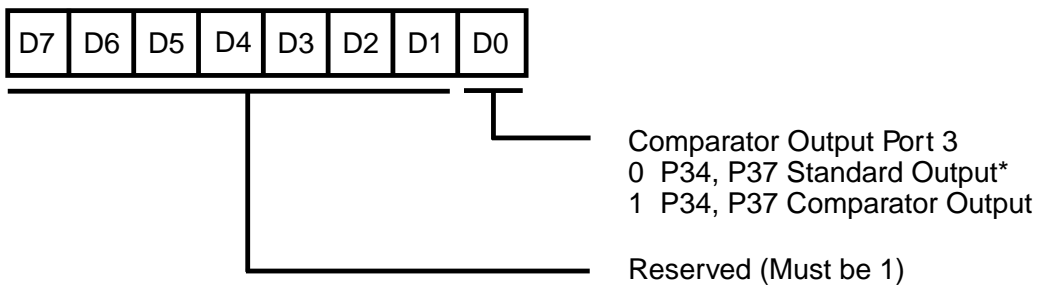 D7 D6 D5 D4 D3 D2 D1 D0
Comparator Output Port 3
0 P34, P37 Standard Output*
1 P34, P37 Comparator Output
Reserved (Must be 1)